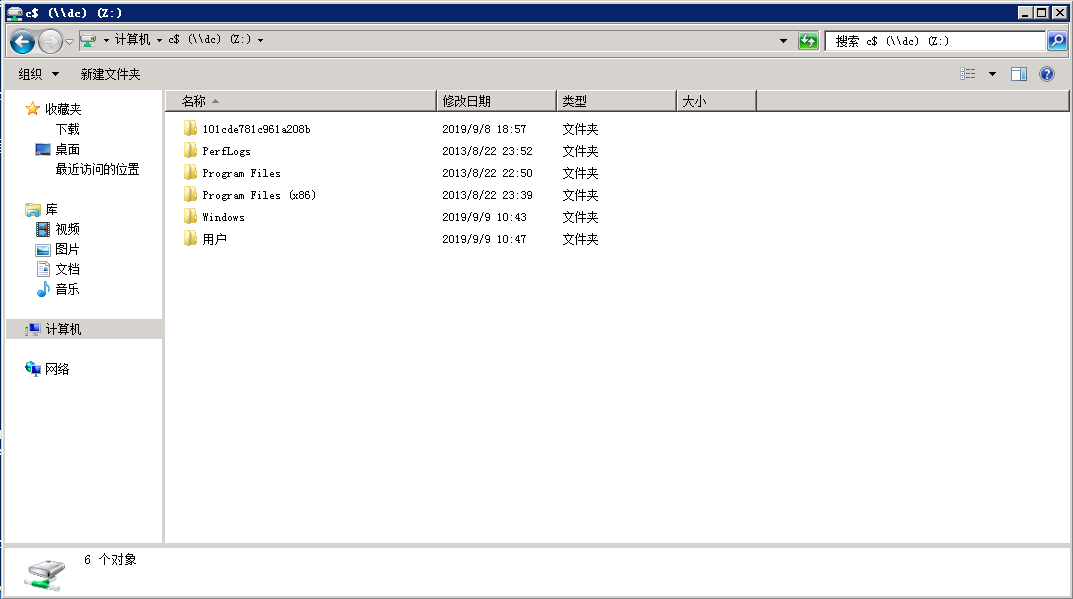 c$ (\\dc) (Z:)
计算机 c$ (\\dc) (Z:) 搜索 c$ (\\dc) (Z:)
组织 新建文件夹
收藏夹
下载
桌面
最近访问的位置
库
视频
图片
文档
音乐
计算机
网络
名称 修改日期 类型 大小
101cde781c961a208b 2019/9/8 18:57 文件夹
PerfLogs 2013/8/22 23:52 文件夹
Program Files 2013/8/22 22:50 文件夹
Program Files (x86) 2013/8/22 23:39 文件夹
Windows 2019/9/9 10:43 文件夹
用户 2019/9/9 10:47 文件夹
6 个对象